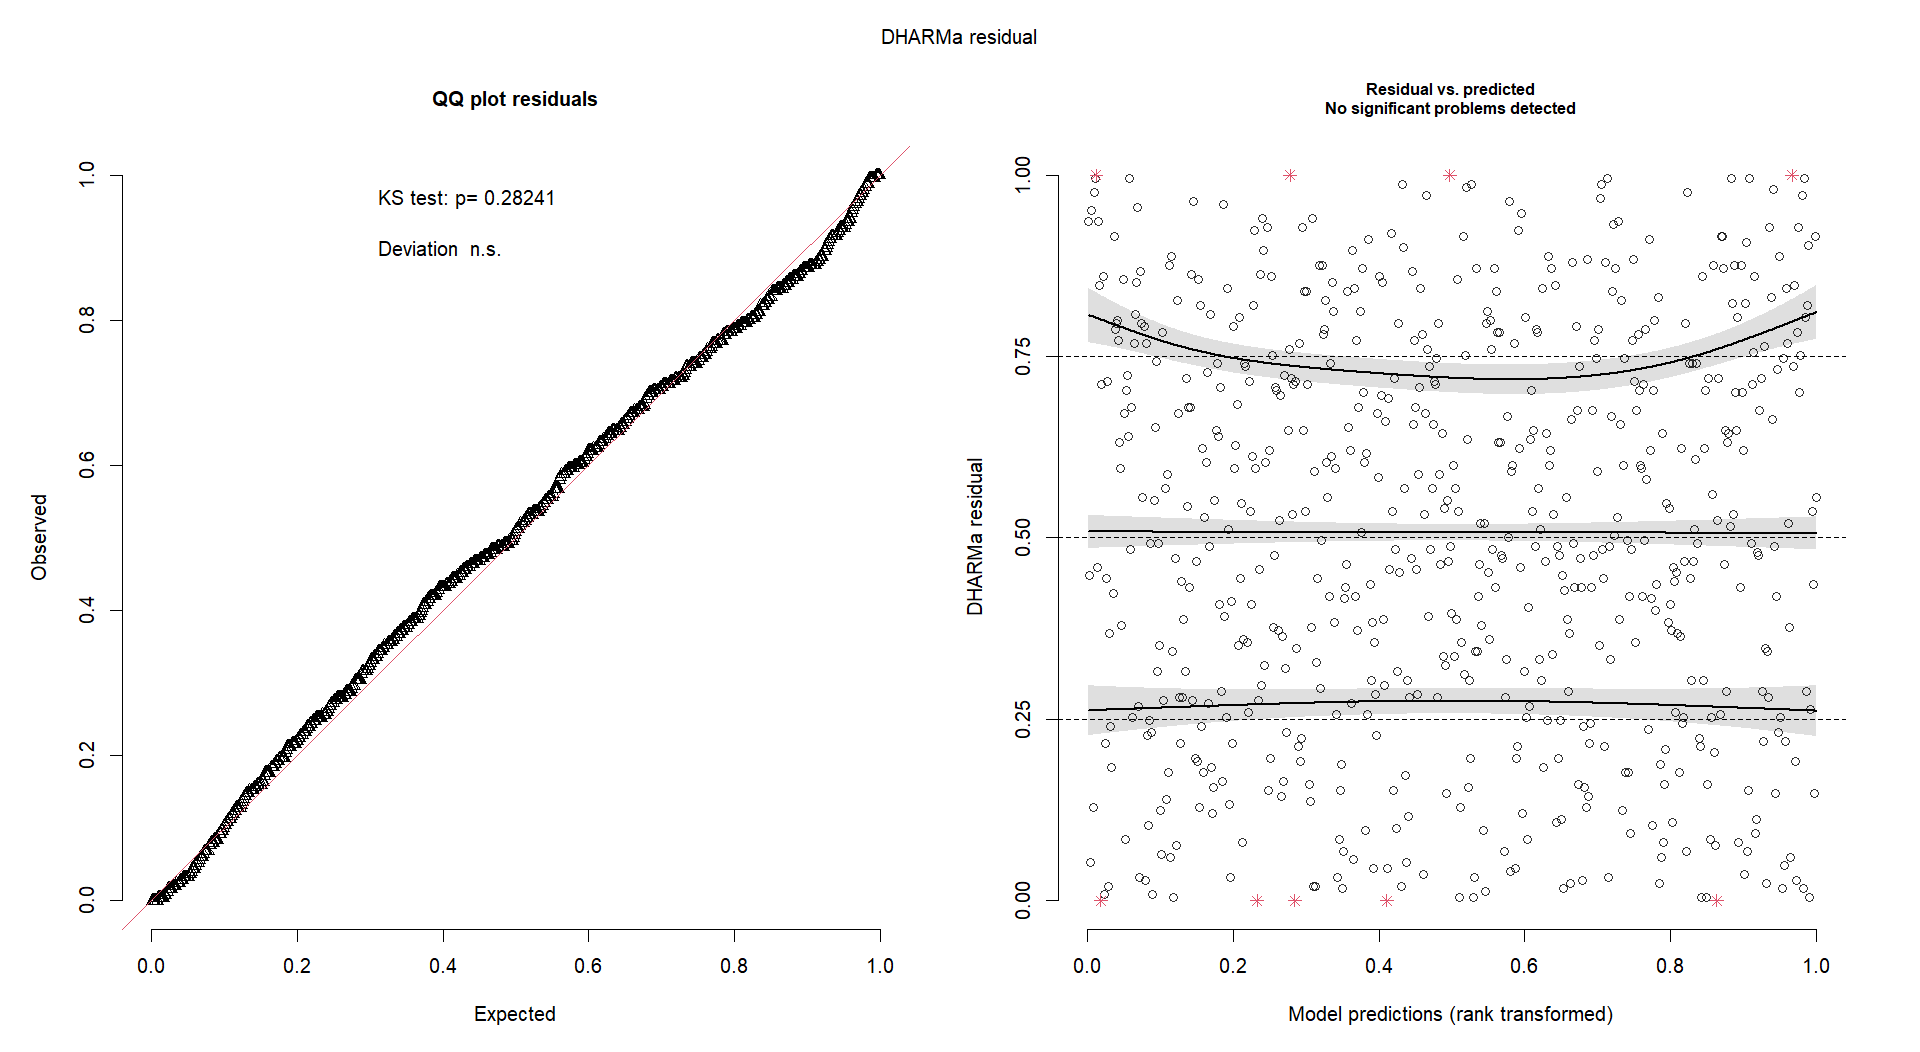 DHARMa residual
QQ plot residuals
KS test: p= 0.28241
Deviation  n.s.
1.0
0.8
0.6
0.4
0.2
0.0
Observed
0.0 0.2 0.4 0.6 0.8 1.0
Expected
Residual vs. predicted
No significant problems detected
1.00
0.75
0.50
0.25
0.00
DHARMa residual
0.0 0.2 0.4 0.6 0.8 1.0
Model predictions (rank transformed)